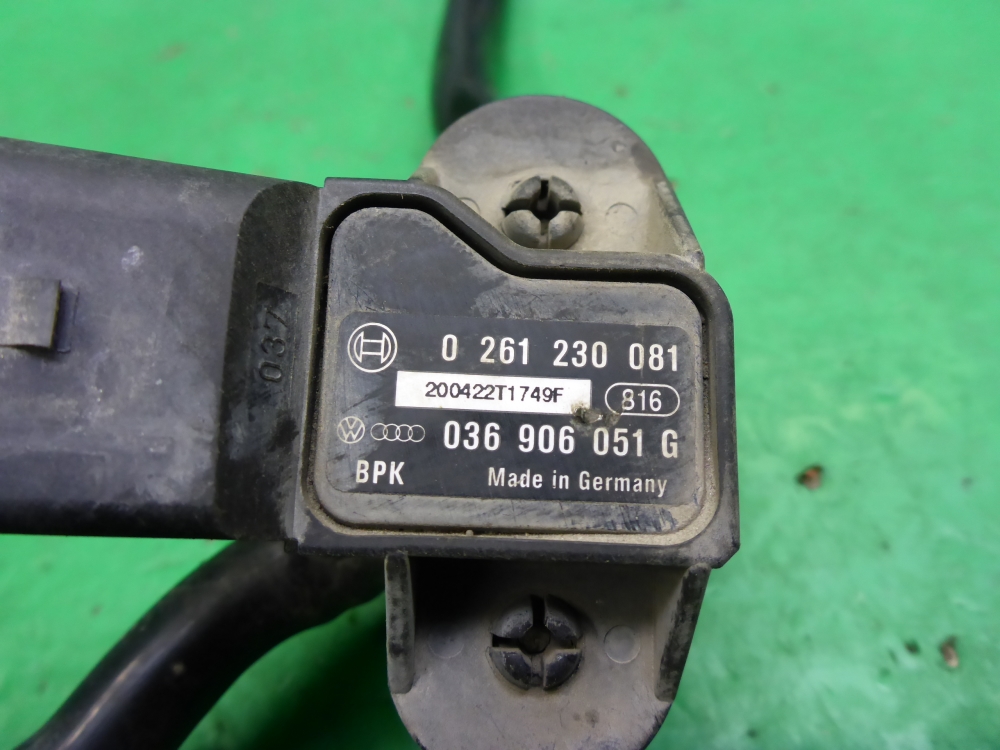 037
0 261 230 081
200422T1749F 816
036 906 051 G
BPK Made in Germany